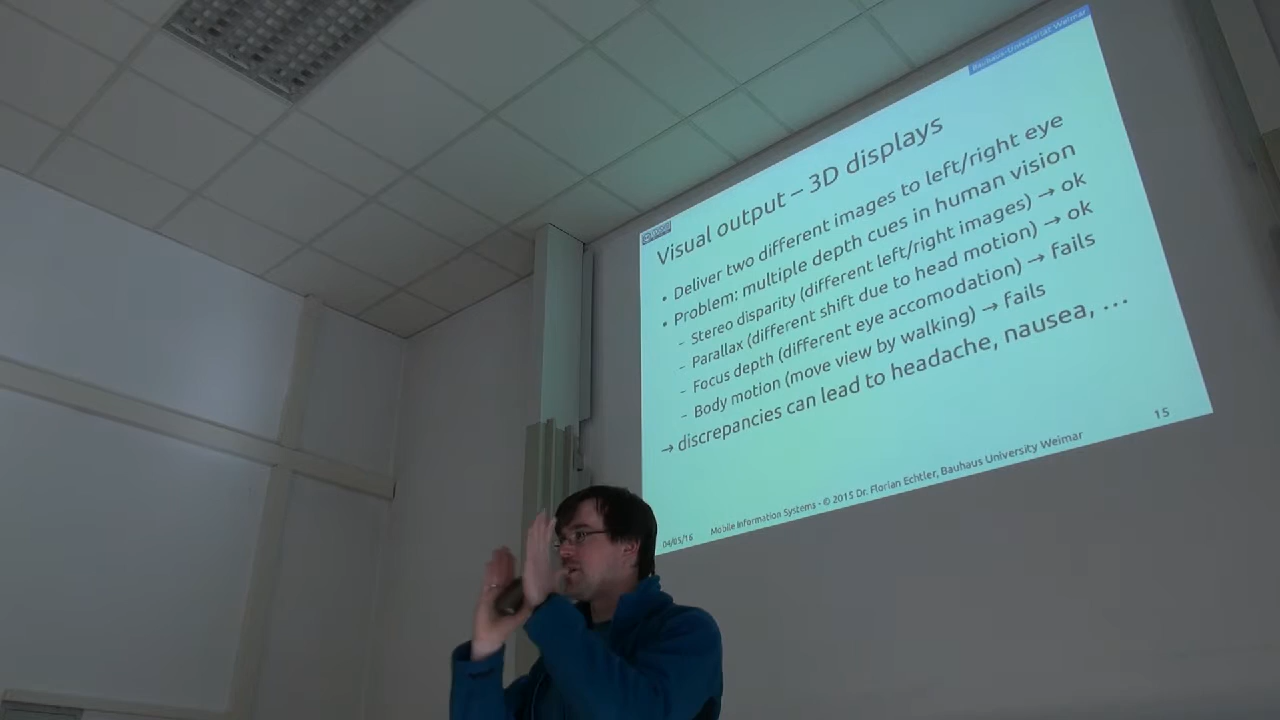 Bauhaus-Universität Weimar
Visual output – 3D displays
• Deliver two different images to left/right eye
• Problem: multiple depth cues in human vision
– Stereo disparity (different left/right images) → ok
– Parallax (different shift due to head motion) → ok
– Focus depth (different eye accomodation) → fails
– Body motion (move view by walking) → fails
→ discrepancies can lead to headache, nausea, …
04/05/16
Mobile Information Systems - © 2015 Dr. Florian Echtler, Bauhaus University Weimar
15